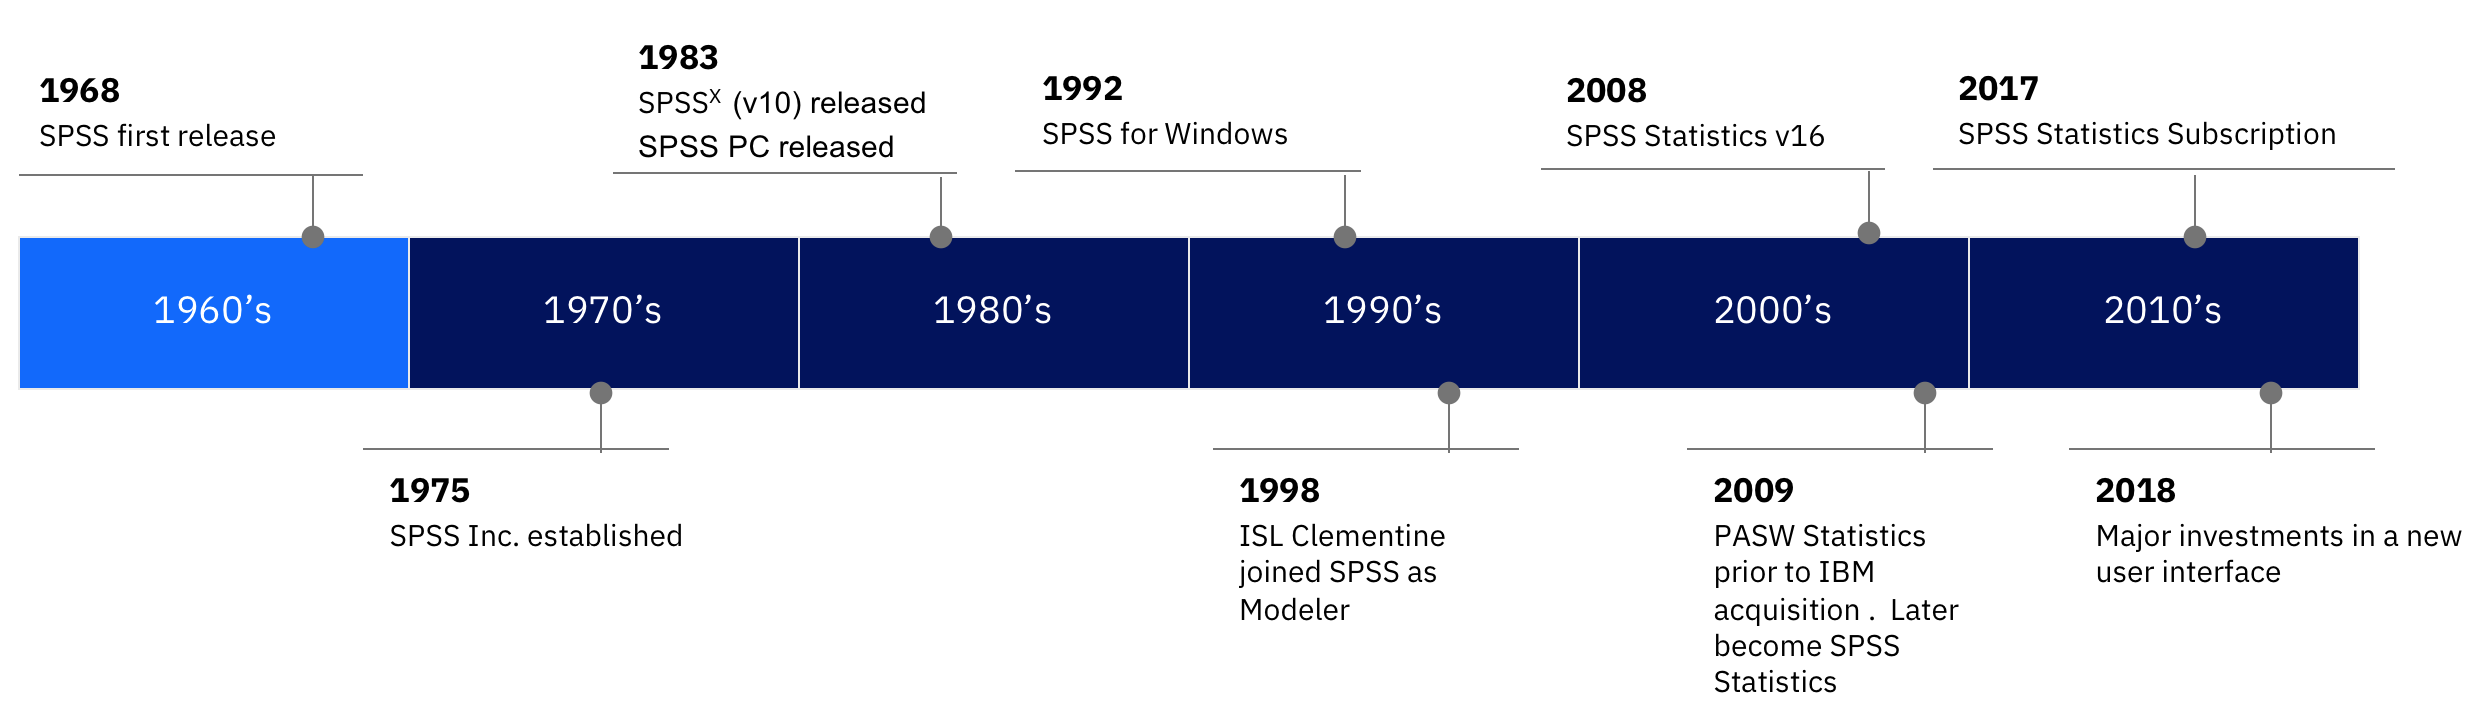 1968
SPSS first release
1983
SPSSX (v10) released
SPSS PC released
1992
SPSS for Windows
2008
SPSS Statistics v16
2017
SPSS Statistics Subscription
1960’s
1970’s
1980’s
1990’s
2000’s
2010’s
1975
SPSS Inc. established
1998
ISL Clementine
joined SPSS as
Modeler
2009
PASW Statistics
prior to IBM
acquisition .  Later
become SPSS
Statistics
2018
Major investments in a new
user interface